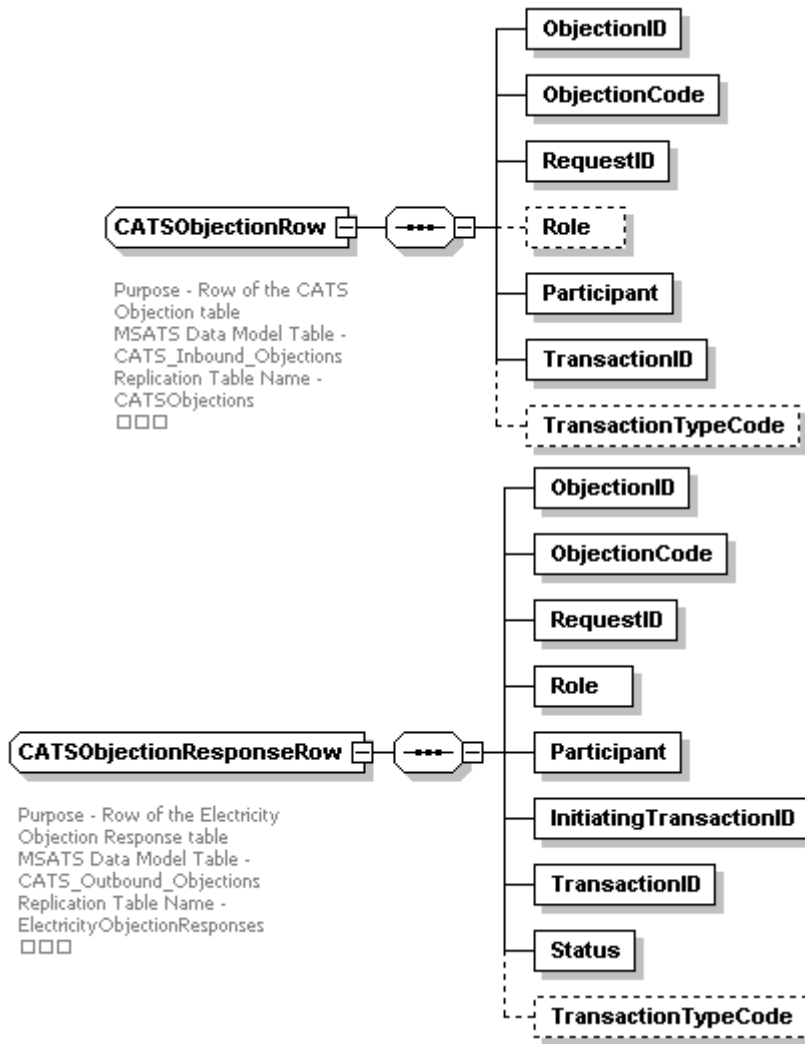 ObjectionID
ObjectionCode
RequestID
CATSObjectionRow
Role
Purpose - Row of the CATS
Objection table
MSATS Data Model Table -
CATS_Inbound_Objections
Replication Table Name -
CATSObjections
Participant
TransactionID
TransactionTypeCode
ObjectionID
ObjectionCode
RequestID
Role
CATSObjectionResponseRow
Participant
Purpose - Row of the Electricity
Objection Response table
MSATS Data Model Table -
CATS_Outbound_Objections
Replication Table Name -
ElectricityObjectionResponses
InitiatingTransactionID
TransactionID
Status
TransactionTypeCode